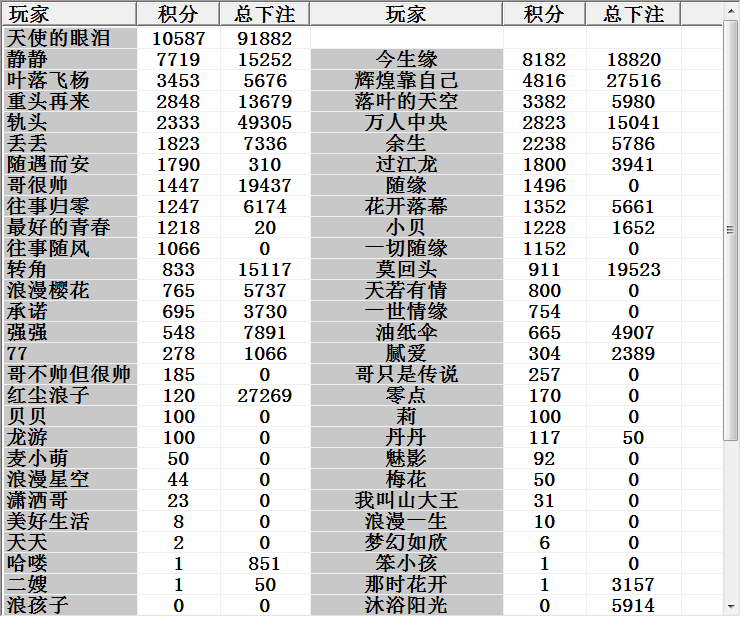 玩家 积分 总下注 玩家 积分 总下注
天使的眼泪 10587 91882
静静 7719 15252 今生缘 8182 18820
叶落飞杨 3453 5676 辉煌靠自己 4816 27516
重头再来 2848 13679 落叶的天空 3382 5980
轨头 2333 49305 万人中央 2823 15041
丢丢 1823 7336 余生 2238 5786
随遇而安 1790 310 过江龙 1800 3941
哥很帅 1447 19437 随缘 1496 0
往事归零 1247 6174 花开落幕 1352 5661
最好的青春 1218 20 小贝 1228 1652
往事随风 1066 0 一切随缘 1152 0
转角 833 15117 莫回头 911 19523
浪漫樱花 765 5737 天若有情 800 0
承诺 695 3730 一世情缘 754 0
强强 548 7891 油纸伞 665 4907
77 278 1066 腻爱 304 2389
哥不帅但很帅 185 0 哥只是传说 257 0
红尘浪子 120 27269 零点 170 0
贝贝 100 0 莉 100 0
龙游 100 0 丹丹 117 50
麦小萌 50 0 魅影 92 0
浪漫星空 44 0 梅花 50 0
潇洒哥 23 0 我叫山大王 31 0
美好生活 8 0 浪漫一生 10 0
天天 2 0 梦幻如欣 6 0
哈喽 1 851 笨小孩 1 0
二嫂 1 50 那时花开 1 3157
浪孩子 0 0 沐浴阳光 0 5914